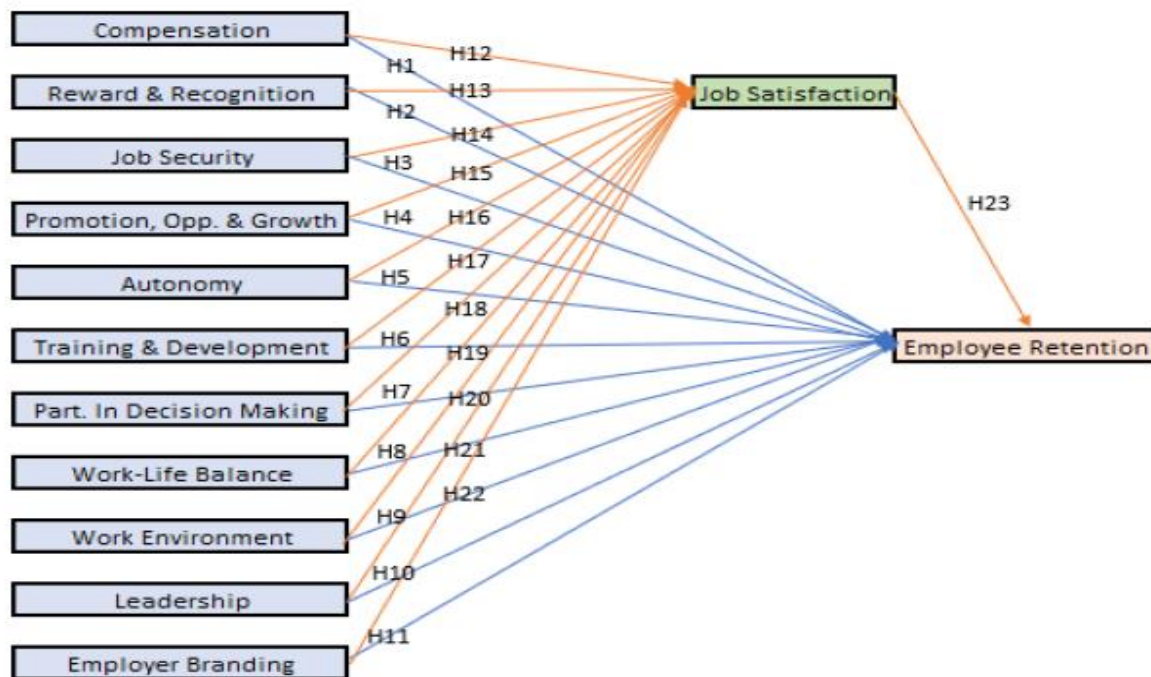 Compensation
H12
H1
Reward & Recognition
H13
Job Satisfaction
H2
Job Security
H14
H3
H15
Promotion, Opp. & Growth
H4
H16
H23
Autonomy
H5
H17
H18
Training & Development
H6
H19
Employee Retention
Part. In Decision Making
H7
H20
Work-Life Balance
H8
H21
H22
Work Environment
H9
H10
Leadership
H11
Employer Branding